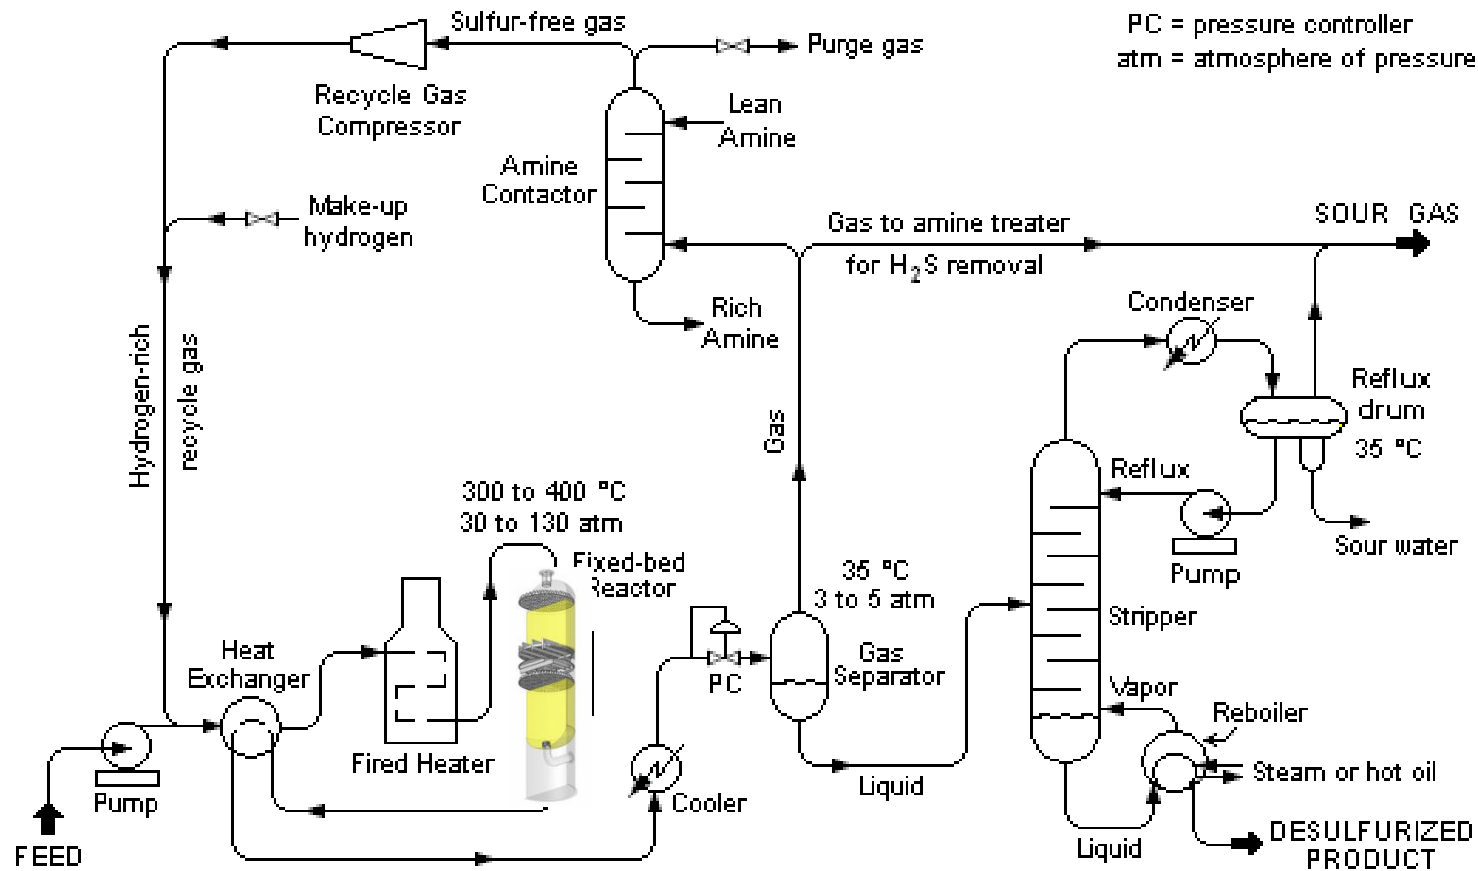 Sulfur-free gas
Purge gas
PC = pressure controller
atm = atmosphere of pressure
Recycle Gas
Compressor
Lean
Amine
Amine
Contactor
Make-up
hydrogen
Gas to amine treater
for H₂S removal
SOUR GAS
Rich
Amine
Condenser
Hydrogen-rich
recycle gas
Gas
Reflux
drum
35 °C
Reflux
Pump
Sour water
300 to 400 °C
30 to 130 atm
Fixed-bed
Reactor
35 °C
3 to 5 atm
Stripper
Heat
Exchanger
PC
Gas
Separator
Vapor
Reboiler
Fired Heater
Pump
Cooler
Liquid
Steam or hot oil
FEED
Liquid
DESULFURIZED
PRODUCT